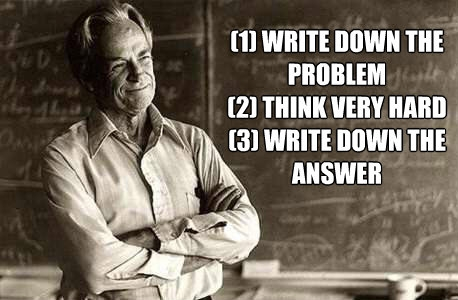 (1) WRITE DOWN THE
PROBLEM
(2) THINK VERY HARD
(3) WRITE DOWN THE
ANSWER